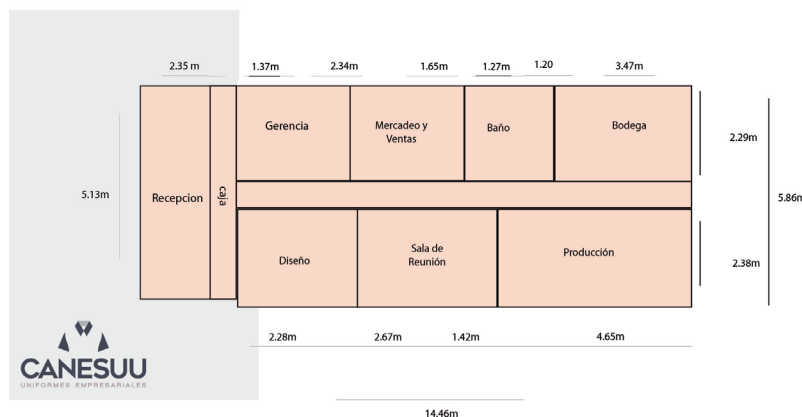 2.35 m
1.37m
2.34m
1.65m
1.27m
1.20
3.47m
Gerencia
Mercadeo y
Ventas
Baño
Bodega
2.29m
5.13m
Recepcion
caja
5.86m
Diseño
Sala de
Reunión
Producción
2.38m
2.28m
2.67m
1.42m
4.65m
CANESUU
UNIFORMES EMPRESARIALES
14.46m